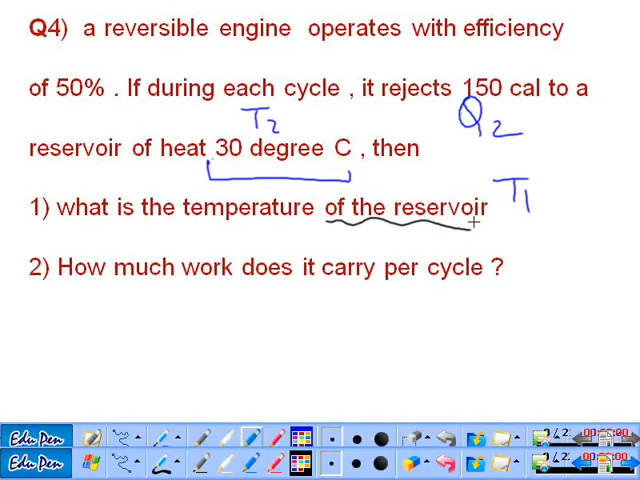 Q4) a reversible engine operates with efficiency
of 50% . If during each cycle , it rejects 150 cal to a
T2 Q2
reservoir of heat 30 degree C , then
1) what is the temperature of the reservoir T1
2) How much work does it carry per cycle ?
Edu Pen
Edu Pen